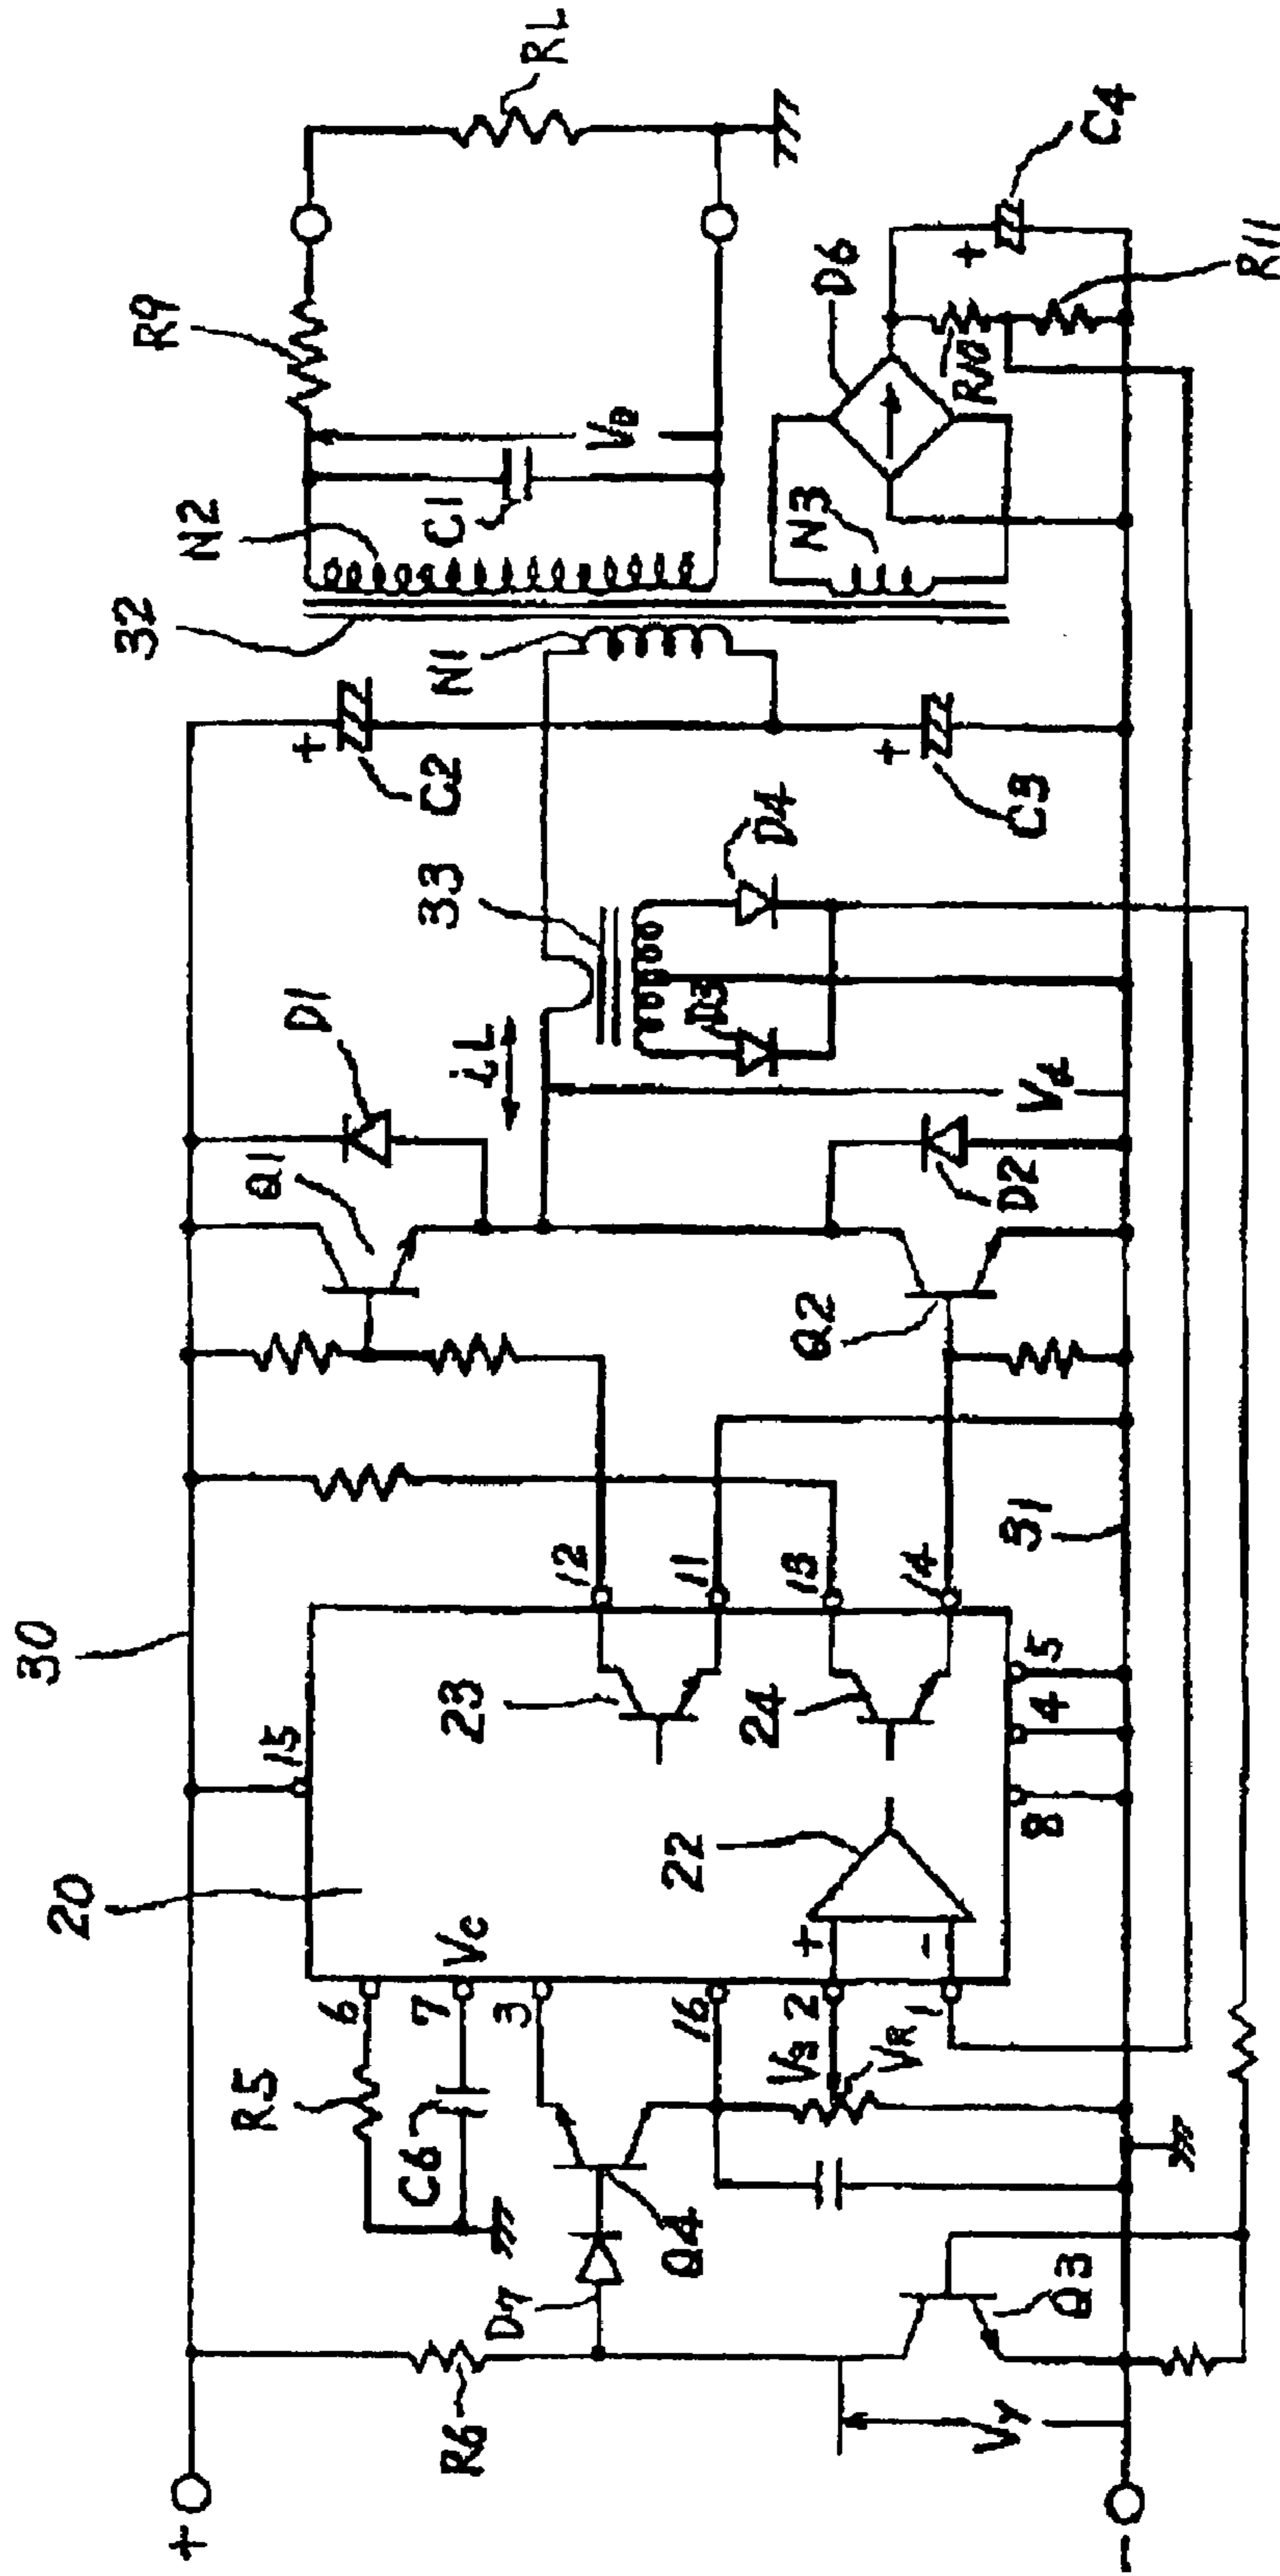 30
20
15
R5
6
7
Vc
C6
3
16
2
1
Vs
VR
Q4
D7
R6
Vy
Q3
22
+
-
23
24
12
11
13
14
8
4
5
31
Q1
D1
Q2
D2
iL
Vd
33
D3
D4
+
C2
+
C3
32
N1
N2
N3
C1
VB
R9
RL
D6
R10
R11
+
C4
+
-